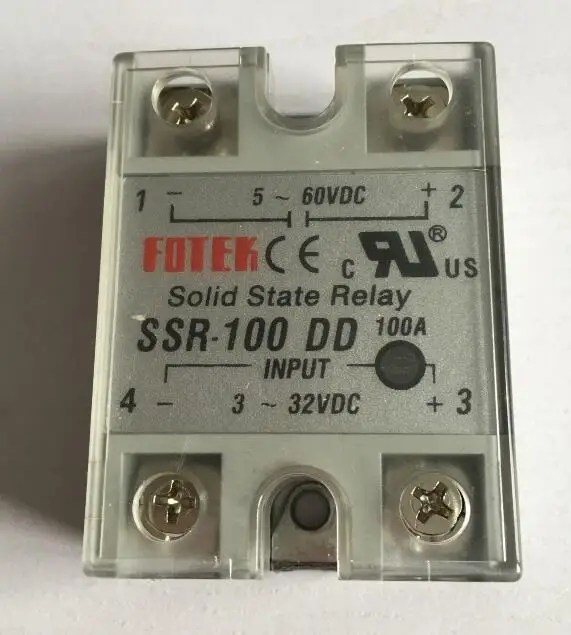 1 − 5 ~ 60VDC + 2
FOTEK CE c RU ® US
Solid State Relay
SSR-100 DD 100A
INPUT
4 − 3 ~ 32VDC + 3